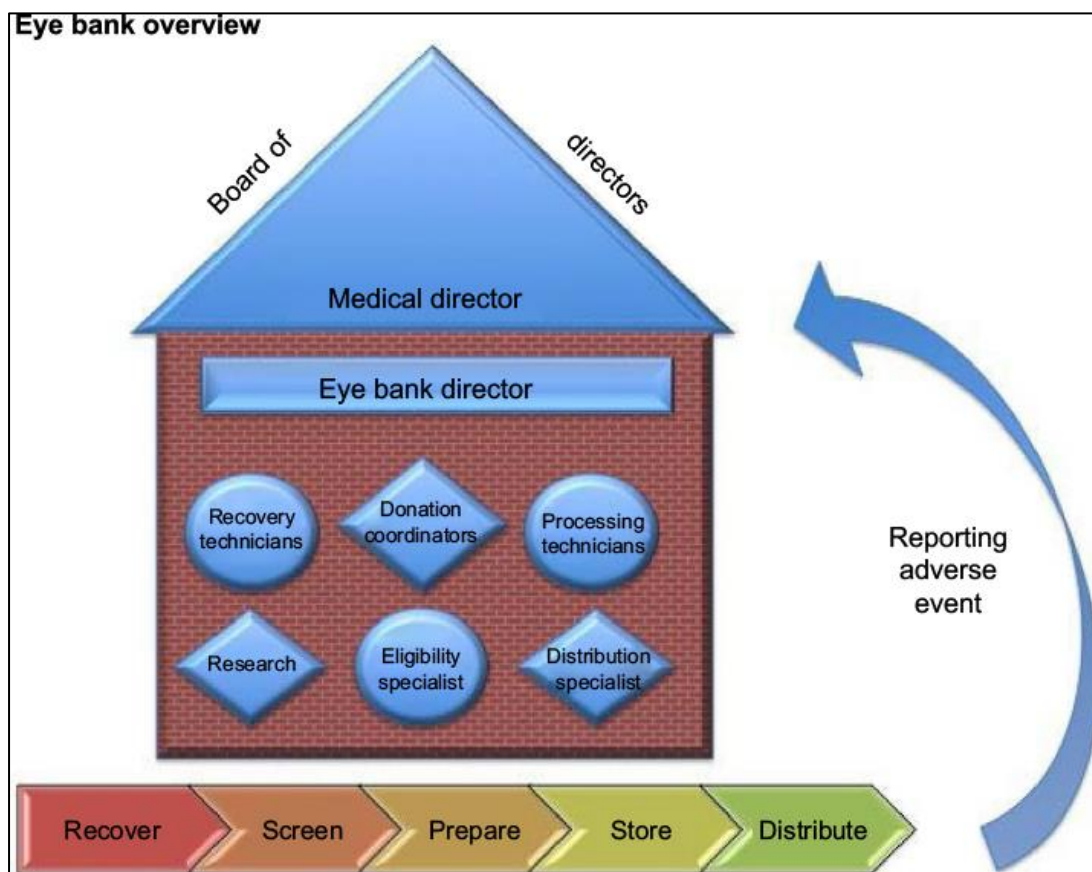 Eye bank overview
Board of
directors
Medical director
Eye bank director
Recovery
technicians
Donation
coordinators
Processing
technicians
Research
Eligibility
specialist
Distribution
specialist
Reporting
adverse
event
Recover
Screen
Prepare
Store
Distribute